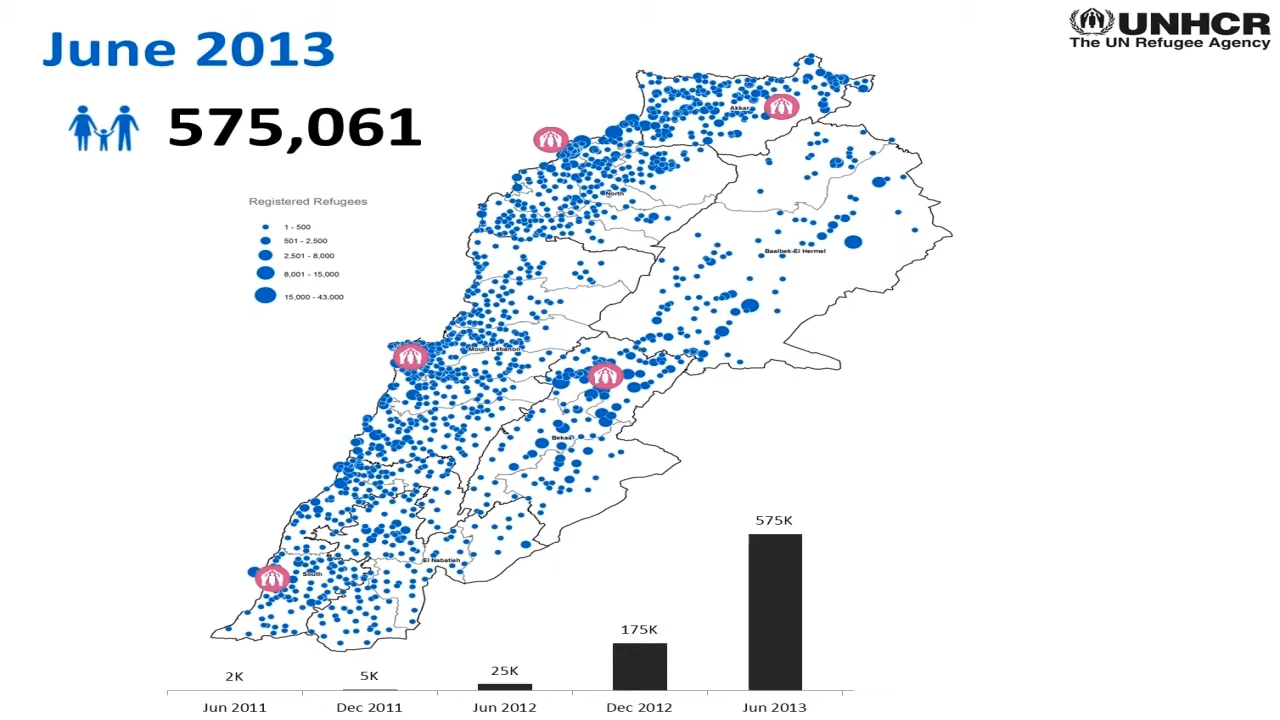 June 2013
575,061
UNHCR
The UN Refugee Agency
Registered Refugees
1 - 500
501 - 2,500
2,501 - 8,000
8,001 - 15,000
15,000 - 43,000
Akkar
North
Baalbek-El Hermel
Mount Lebanon
Bekaa
El Nabatieh
South
2K
5K
25K
175K
575K
Jun 2011
Dec 2011
Jun 2012
Dec 2012
Jun 2013